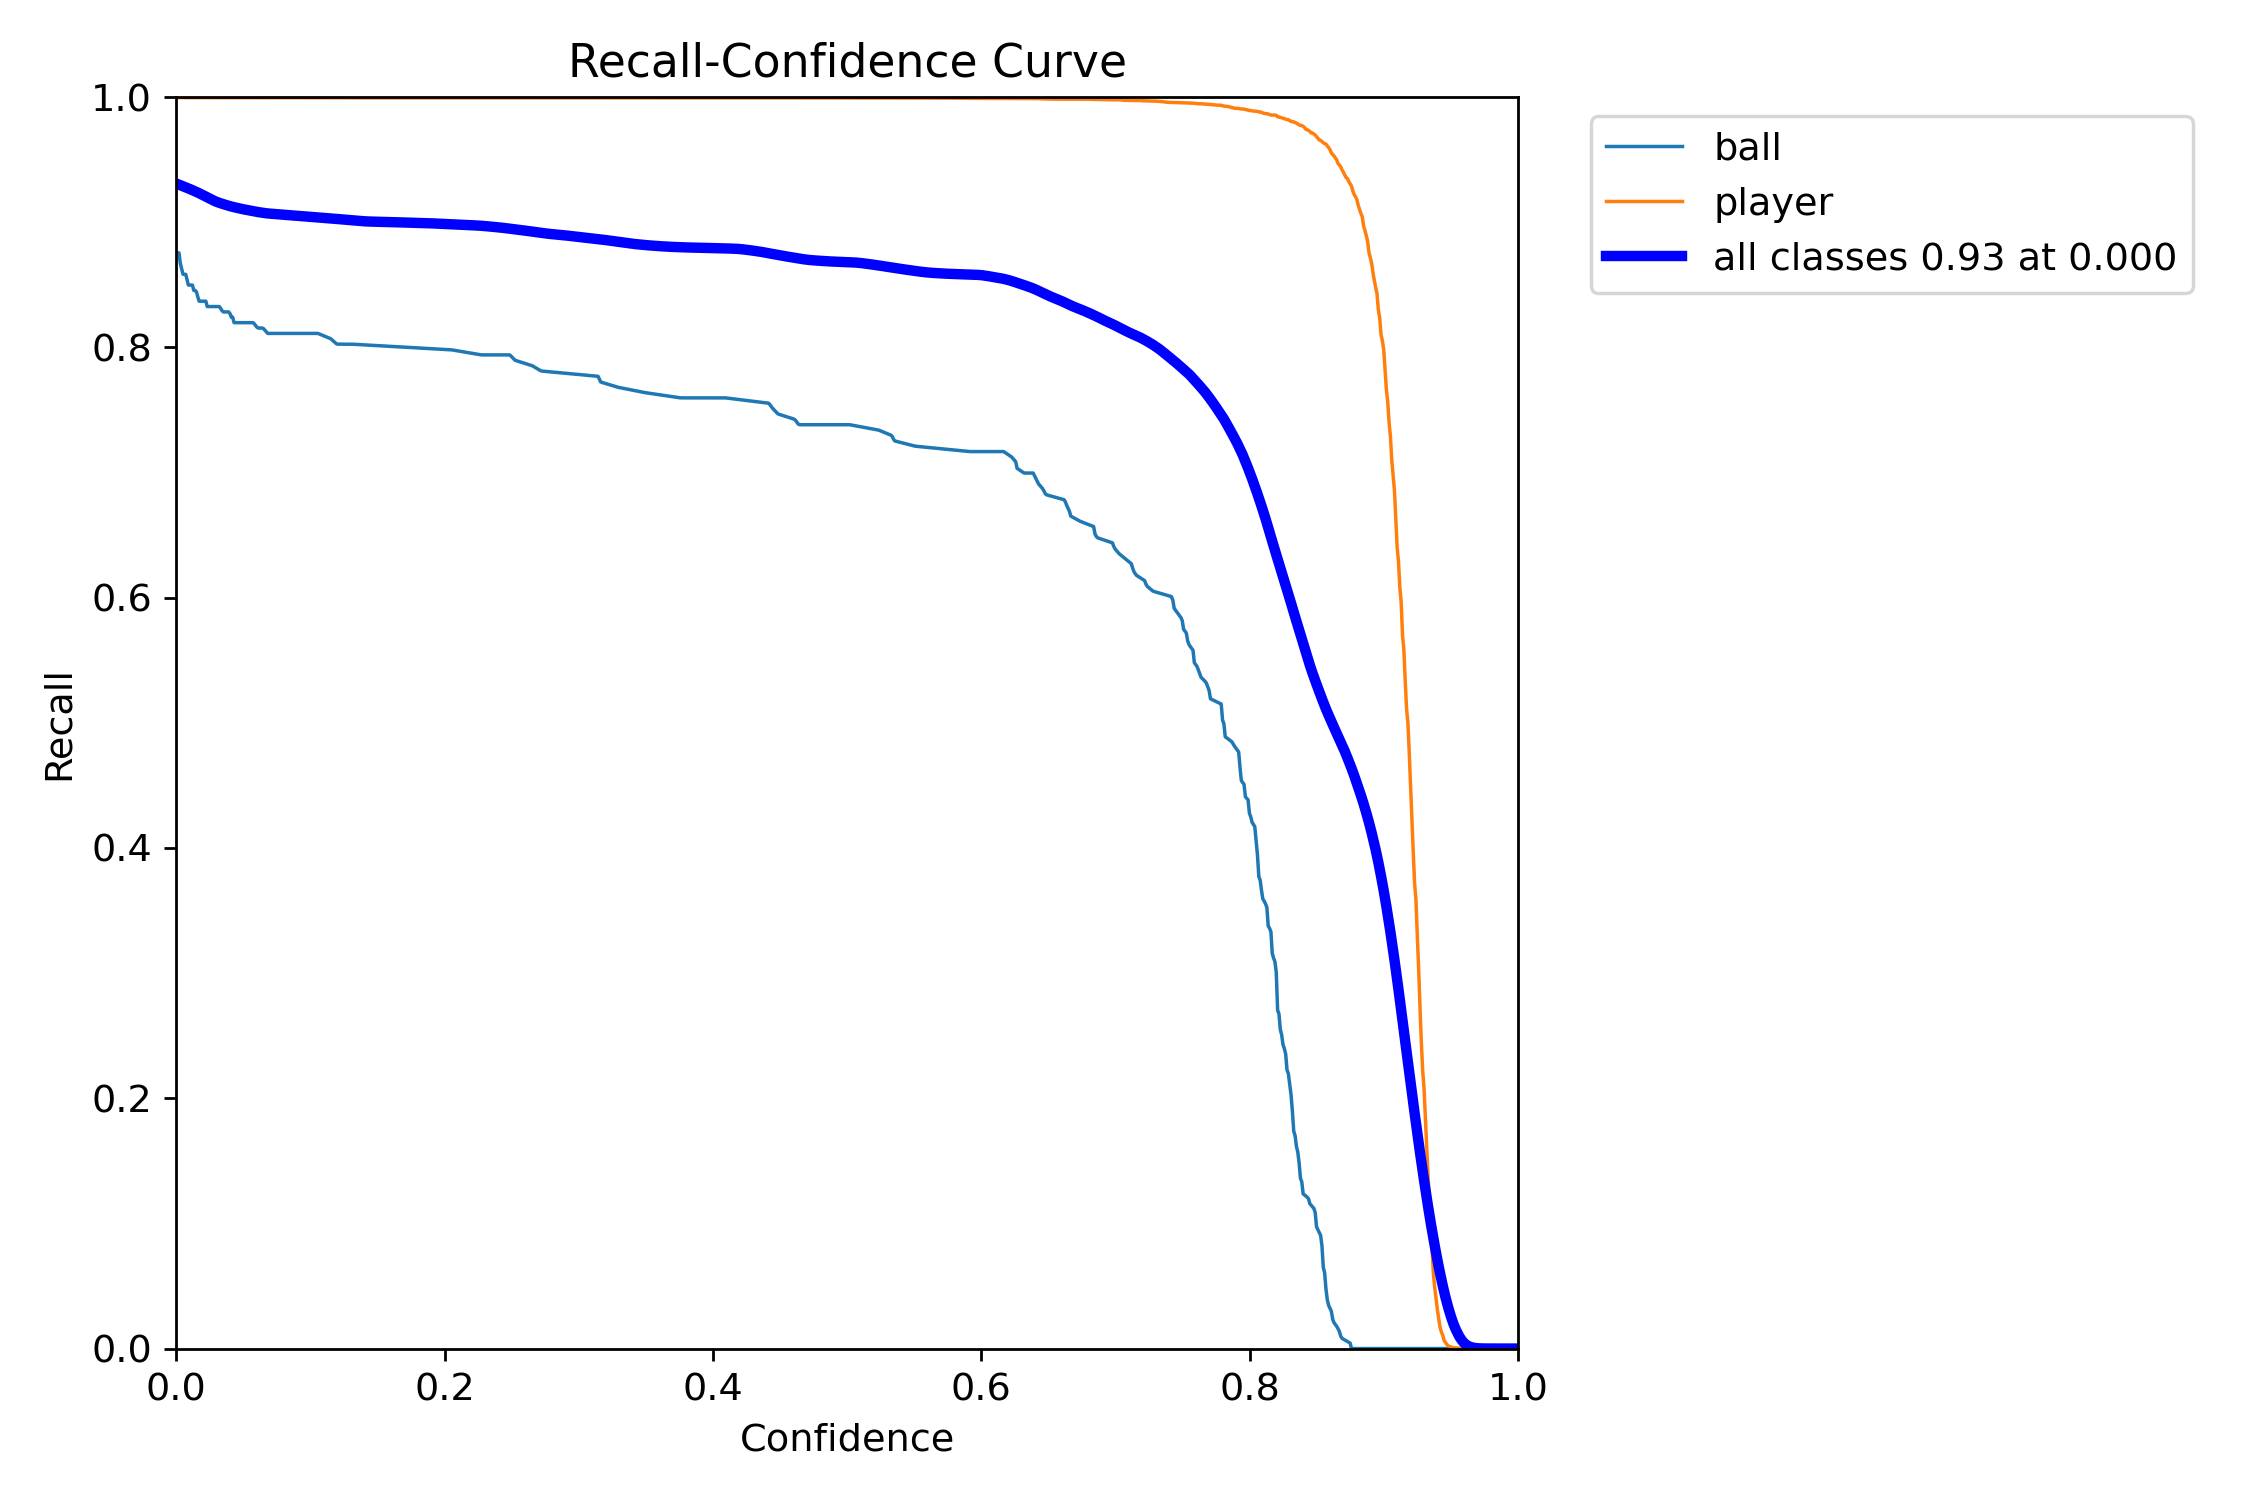 Recall-Confidence Curve
1.0
0.8
0.6
0.4
0.2
0.0
Recall
0.0 0.2 0.4 0.6 0.8 1.0
Confidence
ball
player
all classes 0.93 at 0.000